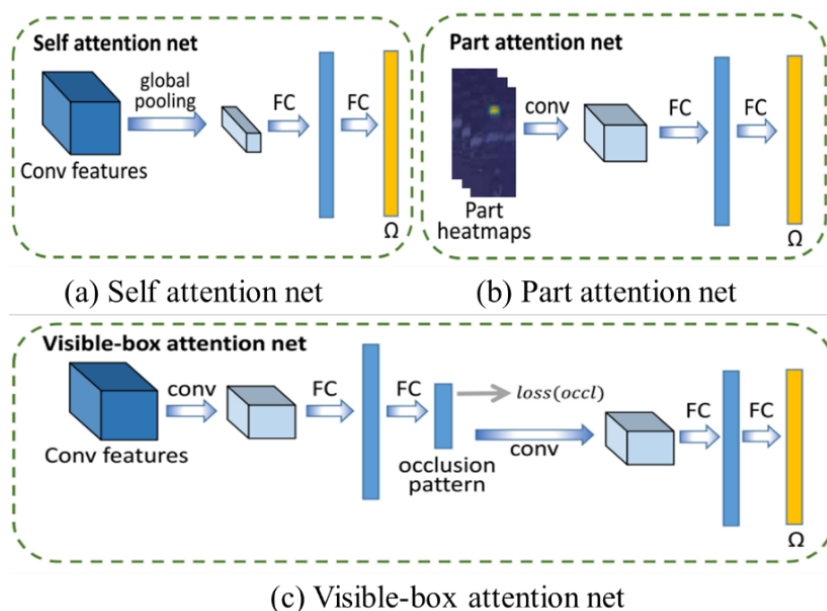 Self attention net
global
pooling
FC
FC
Conv features
Ω
(a) Self attention net
Part attention net
conv
FC
FC
Part
heatmaps
Ω
(b) Part attention net
Visible-box attention net
conv
FC
FC
loss(occl)
Conv features
occlusion
pattern
conv
FC
FC
Ω
(c) Visible-box attention net